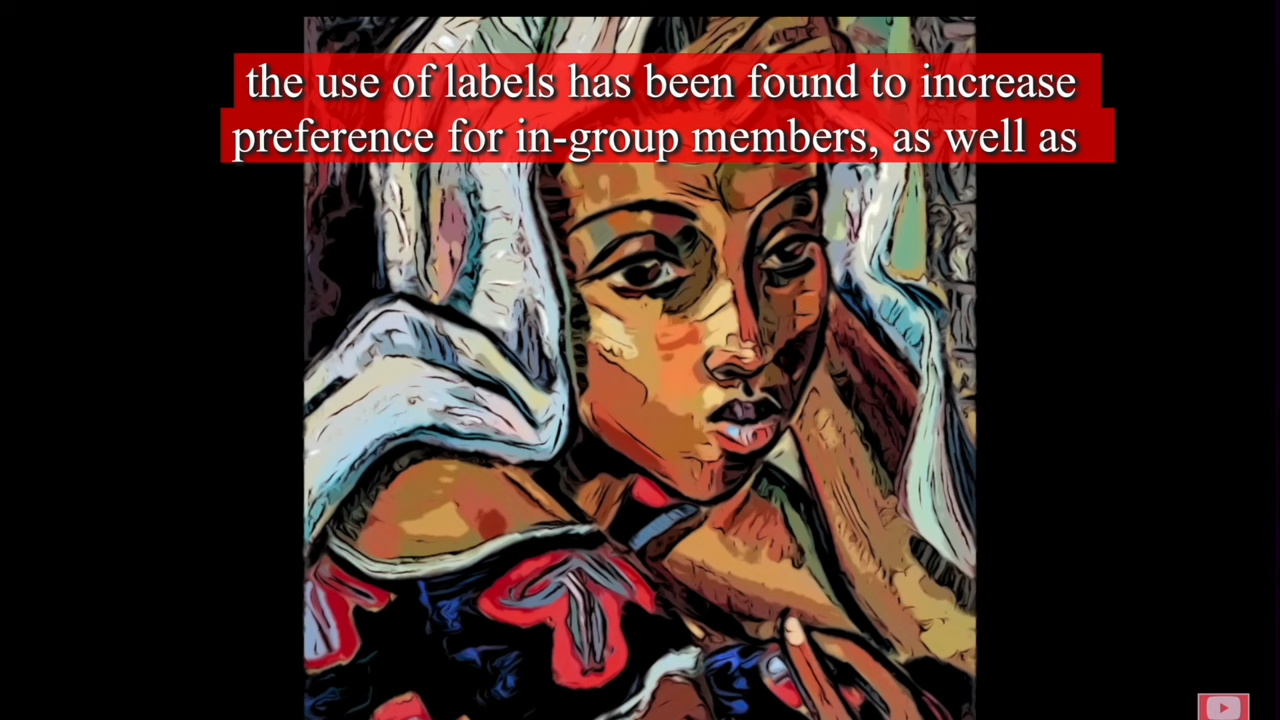 the use of labels has been found to increase
preference for in-group members, as well as